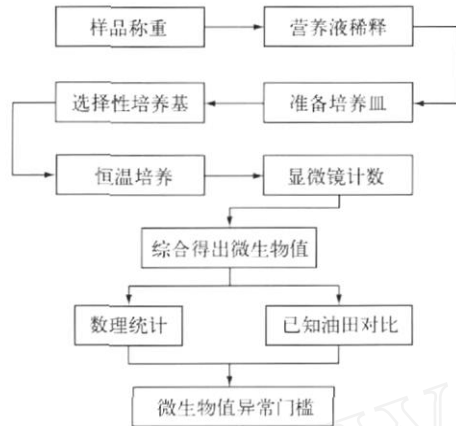 样品称重
营养液稀释
选择性培养基
准备培养皿
恒温培养
显微镜计数
综合得出微生物值
数理统计
已知油田对比
微生物值异常门槛